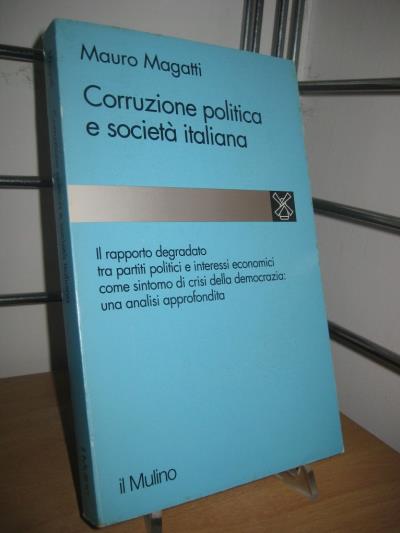 Mauro Magatti
Corruzione politica
e società italiana
Il rapporto degradato
tra partiti politici e interessi economici
come sintomo di crisi della democrazia:
una analisi approfondita
il Mulino